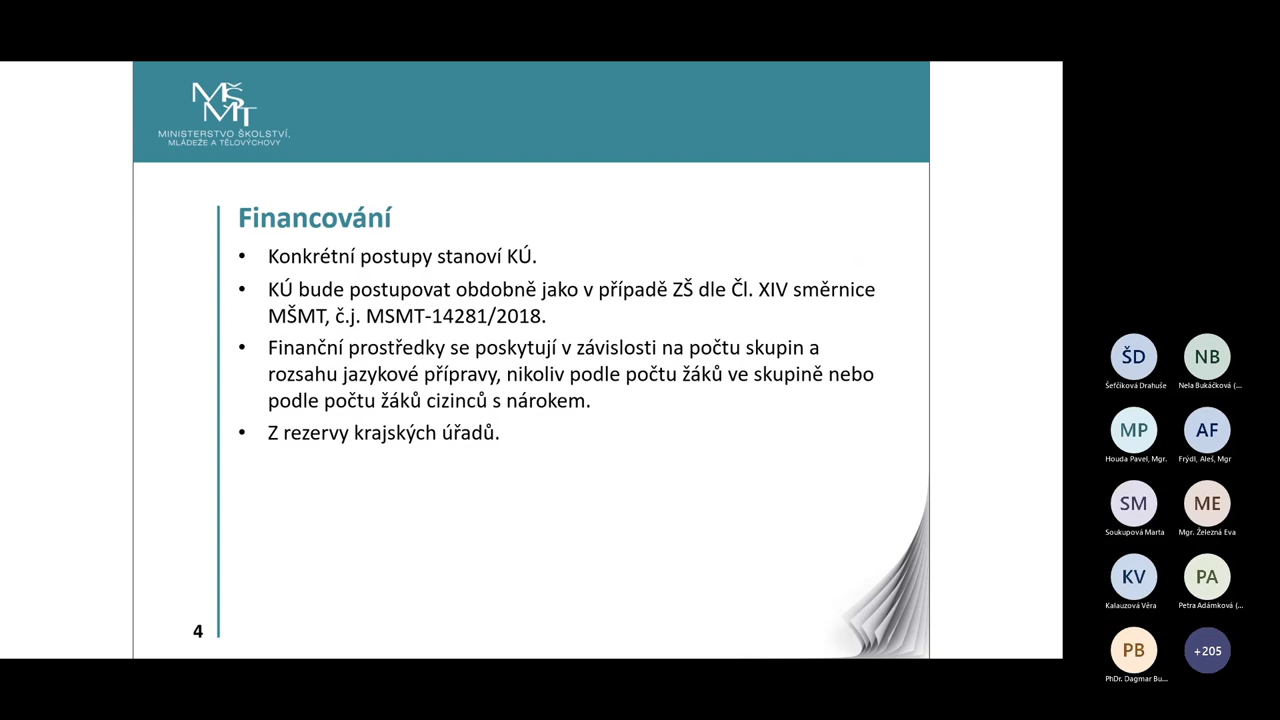 MŠMT
MINISTERSTVO ŠKOLSTVÍ,
MLÁDEŽE A TĚLOVÝCHOVY
Financování
• Konkrétní postupy stanoví KÚ.
• KÚ bude postupovat obdobně jako v případě ZŠ dle Čl. XIV směrnice
MŠMT, č.j. MSMT-14281/2018.
• Finanční prostředky se poskytují v závislosti na počtu skupin a
rozsahu jazykové přípravy, nikoliv podle počtu žáků ve skupině nebo
podle počtu žáků cizinců s nárokem.
• Z rezervy krajských úřadů.
4
ŠD NB
Šefčíková Drahuše Nela Bukáčková (...
MP AF
Houda Pavel, Mgr. Frýdl, Aleš, Mgr
SM ME
Soukupová Marta Mgr. Železná Eva
KV PA
Kalauzová Věra Petra Adámková (...
PB +205
PhDr. Dagmar Bu...